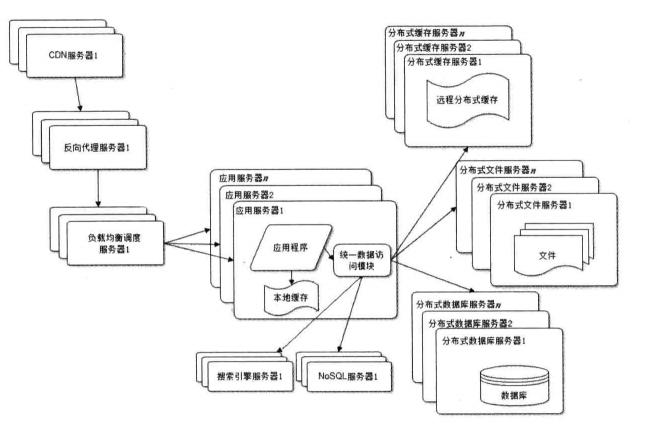 CDN服务器1
反向代理服务器1
负载均衡调度
服务器1
应用服务器n
应用服务器2
应用服务器1
应用程序
统一数据访
问模块
本地缓存
搜索引擎服务器1
NoSQL服务器1
分布式缓存服务器n
分布式缓存服务器2
分布式缓存服务器1
远程分布式缓存
分布式文件服务器n
分布式文件服务器2
分布式文件服务器1
文件
分布式数据库服务器n
分布式数据库服务器2
分布式数据库服务器1
数据库